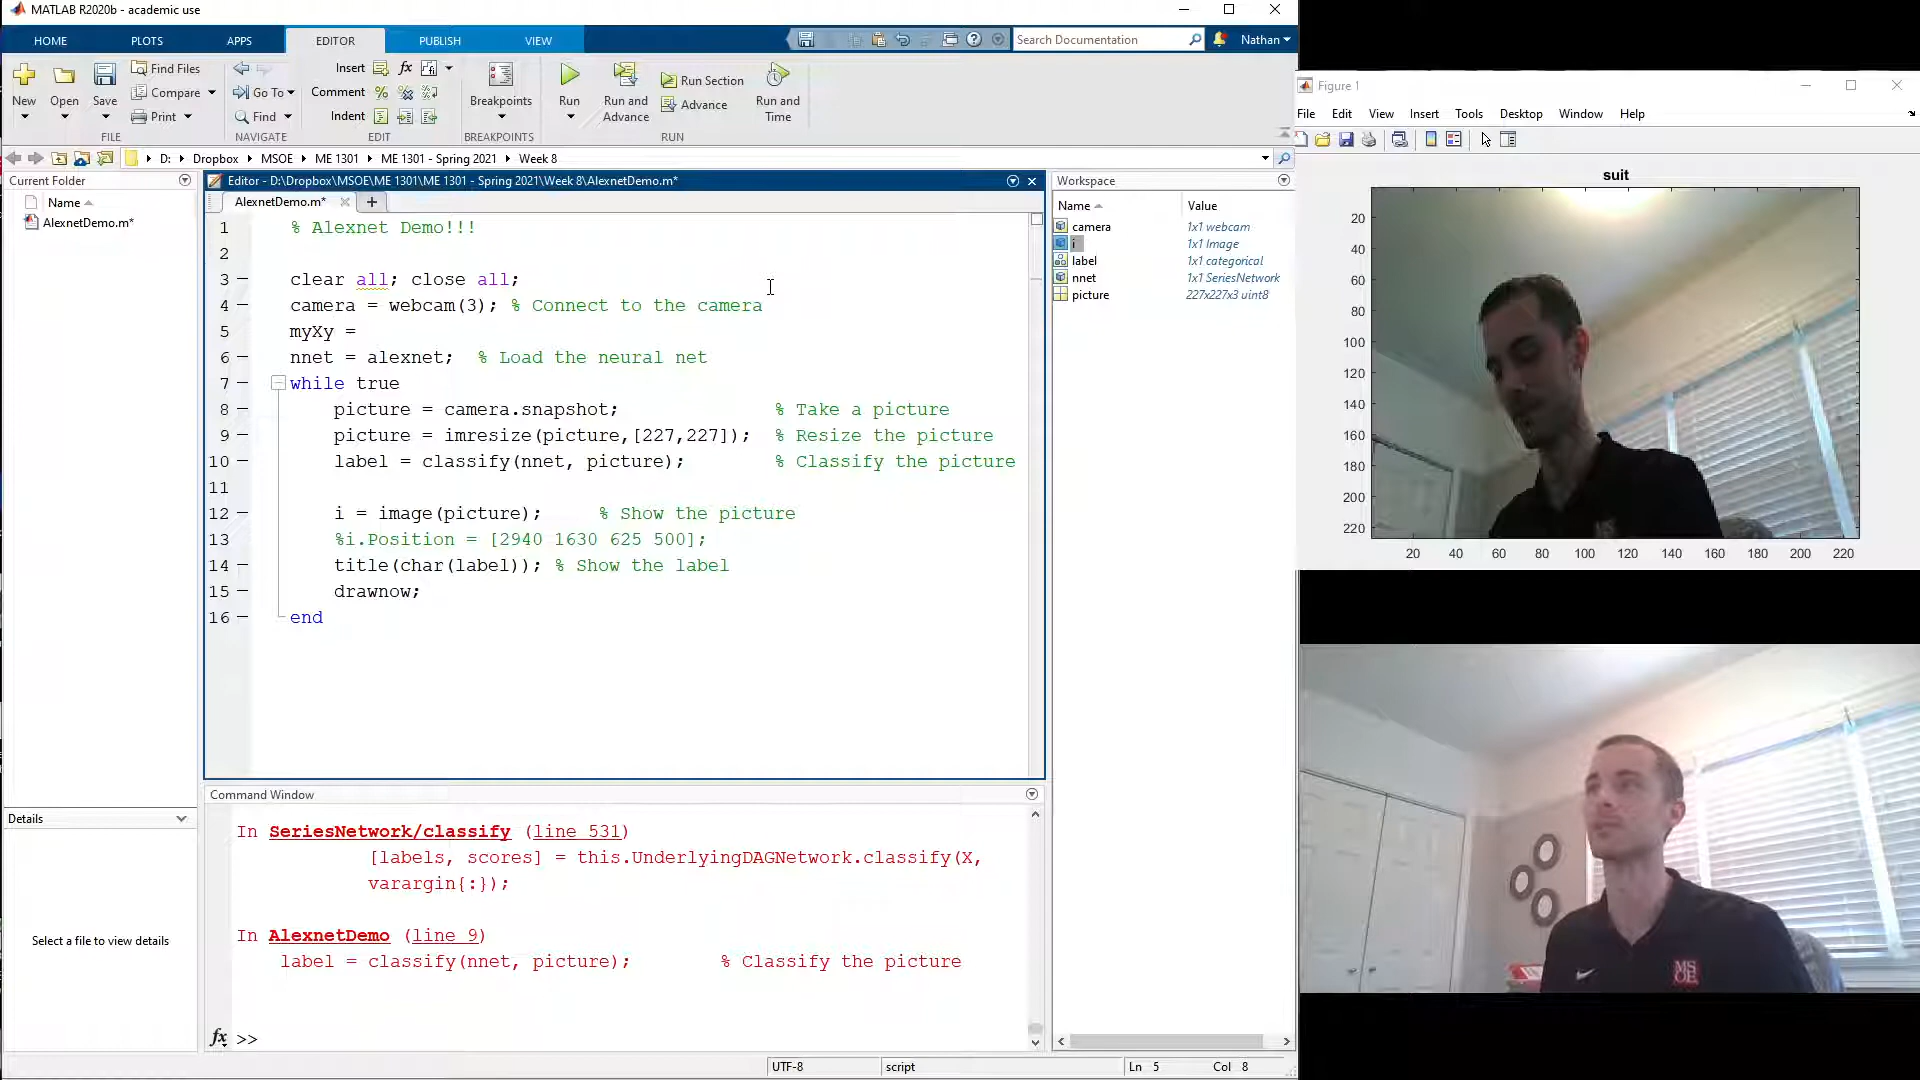 MATLAB R2020b - academic use
HOME PLOTS APPS EDITOR PUBLISH VIEW
Search Documentation
Nathan
New
Open
Save
Find Files
Compare
Print
FILE
Go To
Find
NAVIGATE
Insert
fx
Comment
Indent
EDIT
Breakpoints
BREAKPOINTS
Run
Run and
Advance
Run Section
Advance
Run and
Time
RUN
D: Dropbox MSOE ME 1301 ME 1301 - Spring 2021 Week 8
Current Folder
Name
AlexnetDemo.m*
Details
Select a file to view details
Editor - D:\Dropbox\MSOE\ME 1301\ME 1301 - Spring 2021\Week 8\AlexnetDemo.m*
AlexnetDemo.m* +
1 % Alexnet Demo!!!
2
3 clear all; close all;
4 camera = webcam(3); % Connect to the camera
5 myXy =
6 nnet = alexnet; % Load the neural net
7 while true
8 picture = camera.snapshot; % Take a picture
9 picture = imresize(picture,[227,227]); % Resize the picture
10 label = classify(nnet, picture); % Classify the picture
11
12 i = image(picture); % Show the picture
13 %i.Position = [2940 1630 625 500];
14 title(char(label)); % Show the label
15 drawnow;
16 end
Command Window
In SeriesNetwork/classify (line 531)
[labels, scores] = this.UnderlyingDAGNetwork.classify(X,
varargin{:});
In AlexnetDemo (line 9)
label = classify(nnet, picture); % Classify the picture
fx >>
UTF-8 script Ln 5 Col 8
Workspace
Name Value
camera 1x1 webcam
i 1x1 Image
label 1x1 categorical
nnet 1x1 SeriesNetwork
picture 227x227x3 uint8
Figure 1
File Edit View Insert Tools Desktop Window Help
suit
20
40
60
80
100
120
140
160
180
200
220
20 40 60 80 100 120 140 160 180 200 220
MS
OE